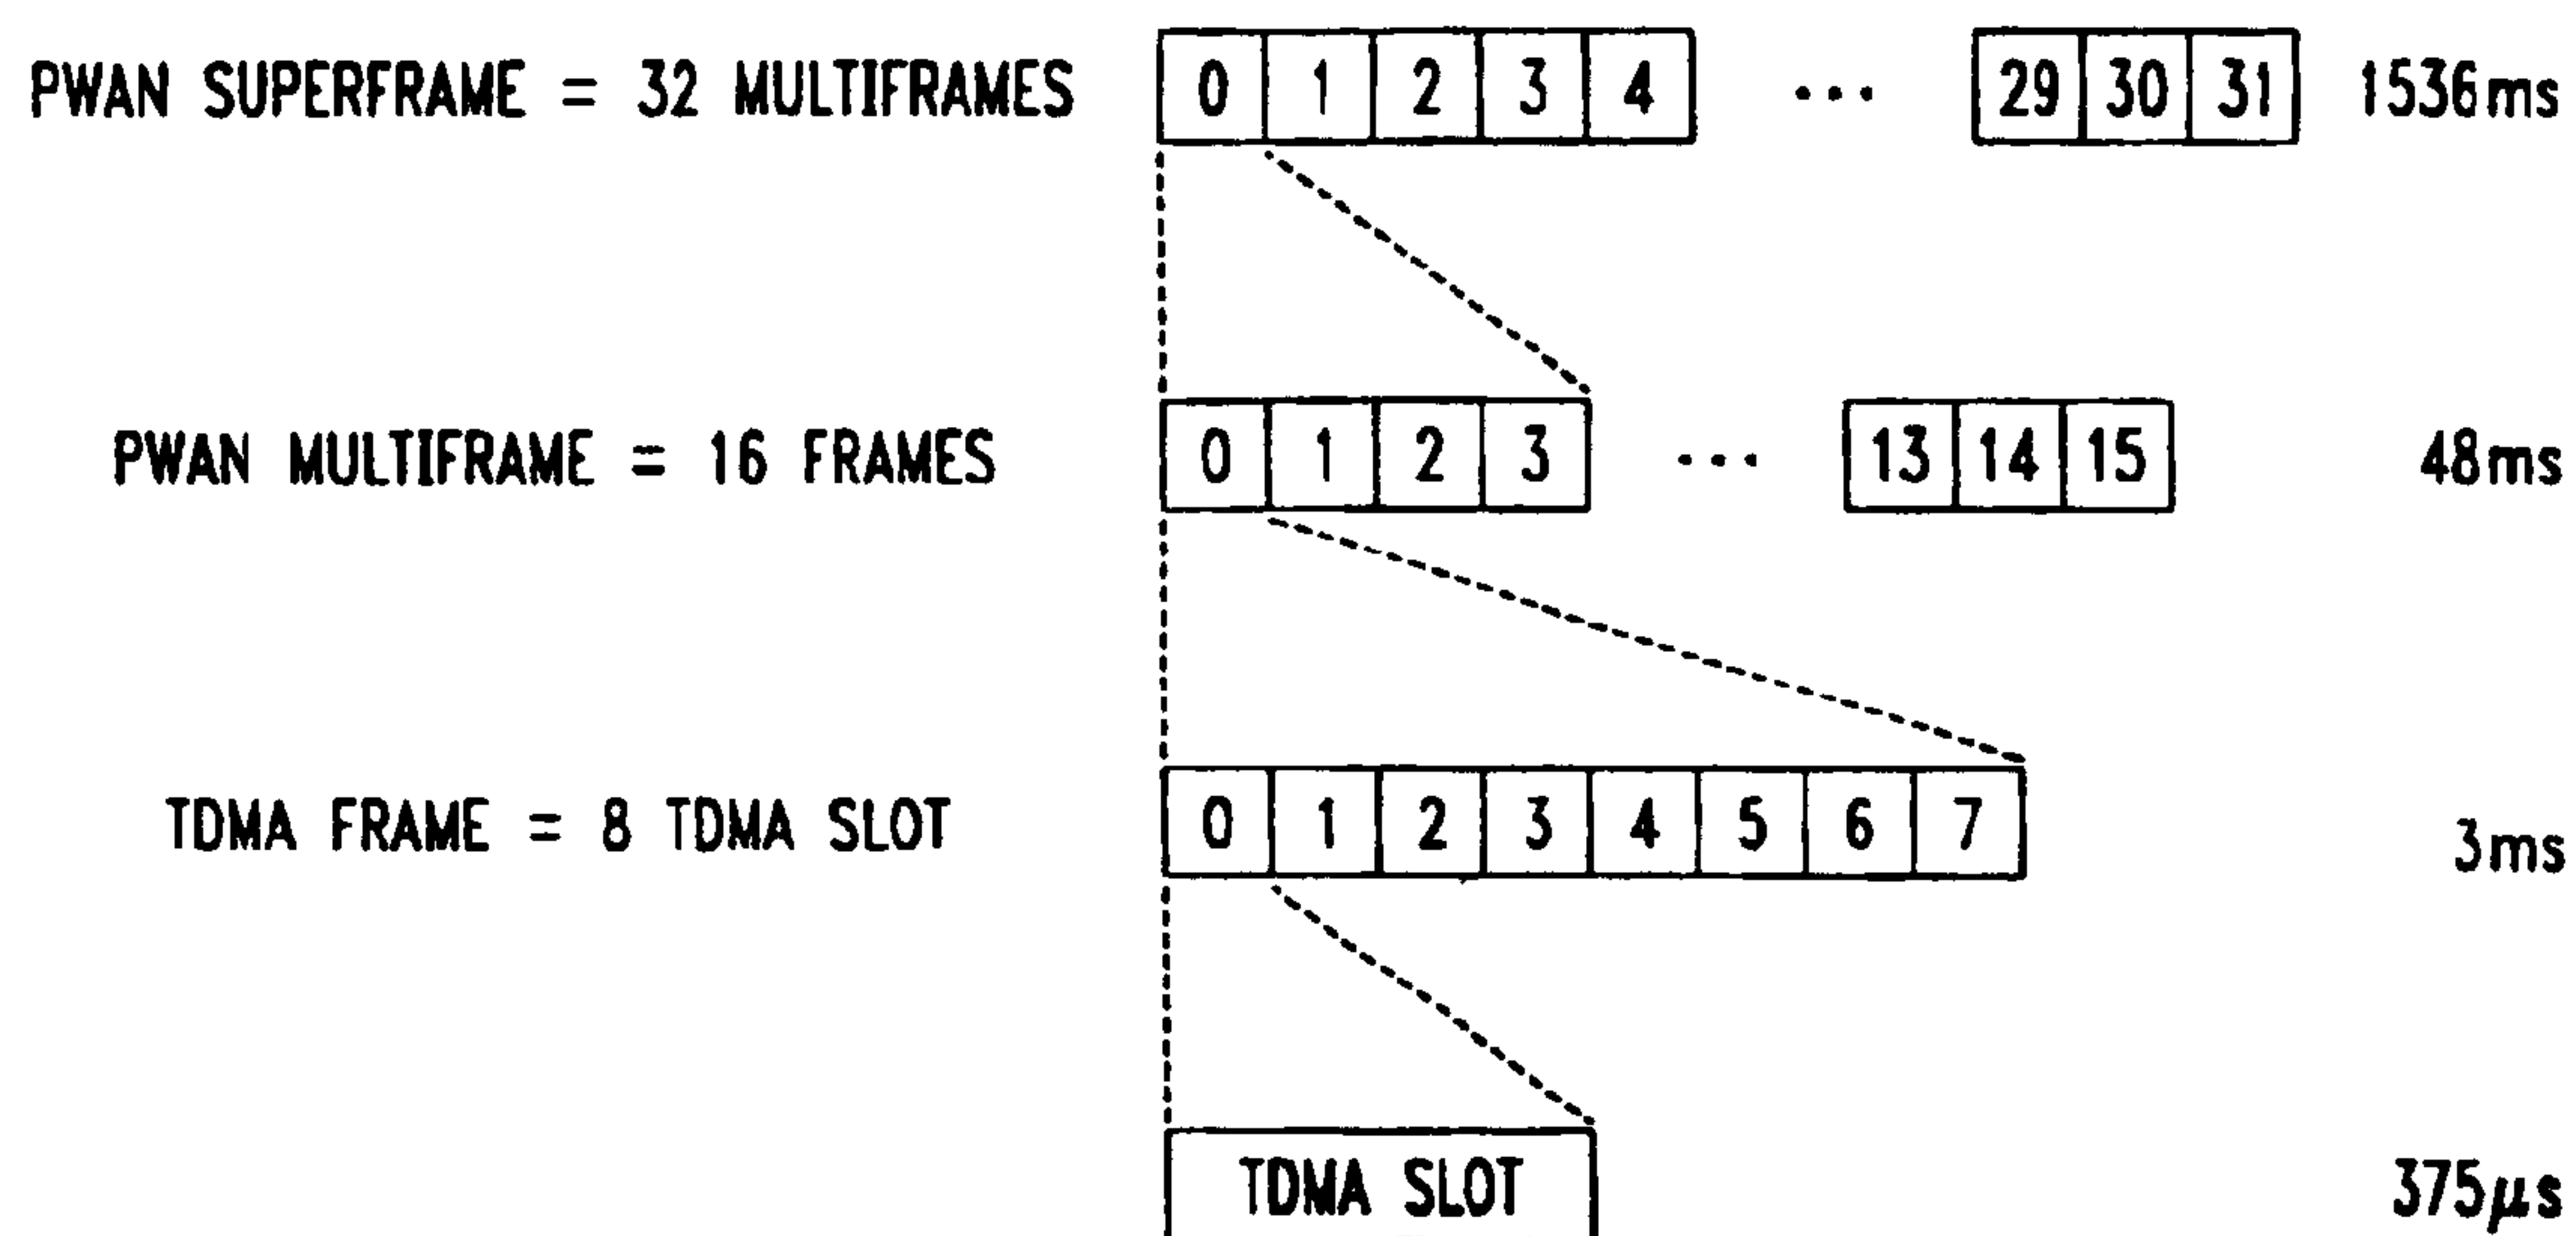 PWAN SUPERFRAME = 32 MULTIFRAMES 0 1 2 3 4 ... 29 30 31 1536ms
PWAN MULTIFRAME = 16 FRAMES 0 1 2 3 ... 13 14 15 48ms
TDMA FRAME = 8 TDMA SLOT 0 1 2 3 4 5 6 7 3ms
TDMA SLOT 375μs